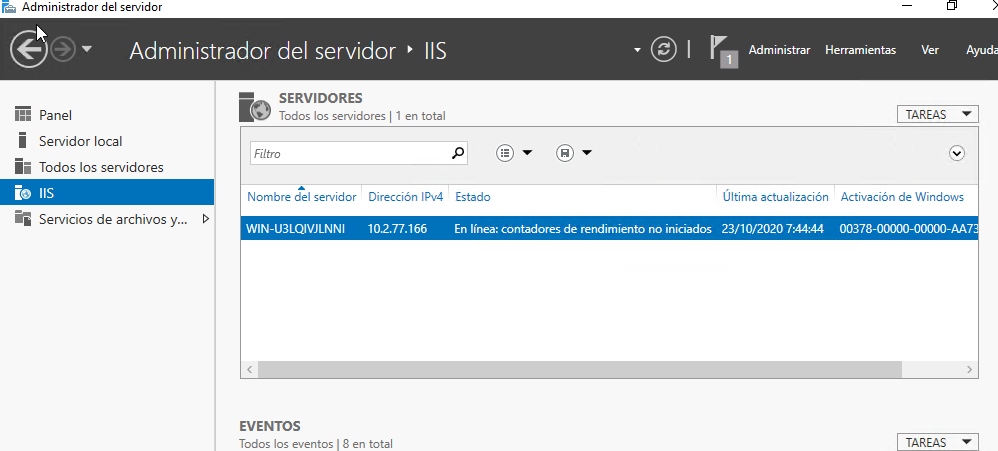 Administrador del servidor
Administrador del servidor • IIS
1
Administrar Herramientas Ver Ayuda
Panel
Servidor local
Todos los servidores
IIS
Servicios de archivos y...
SERVIDORES
Todos los servidores | 1 en total
TAREAS
Filtro
Nombre del servidor Dirección IPv4 Estado Última actualización Activación de Windows
WIN-U3LQIVJLNNI 10.2.77.166 En línea: contadores de rendimiento no iniciados 23/10/2020 7:44:44 00378-00000-00000-AA73
EVENTOS
Todos los eventos | 8 en total
TAREAS